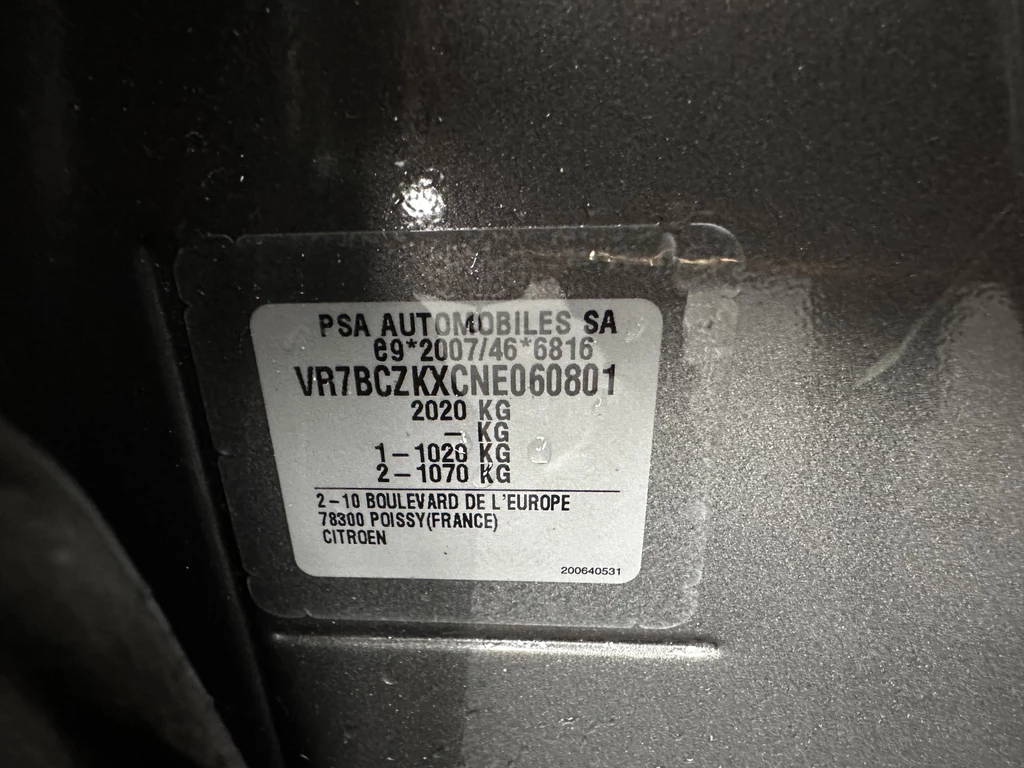 PSA AUTOMOBILES SA
e9*2007/46*6816
VR7BCZKXCNE060801
2020 KG
– KG
1–1020 KG
2–1070 KG
2–10 BOULEVARD DE L'EUROPE
78300 POISSY(FRANCE)
CITROEN
200640531